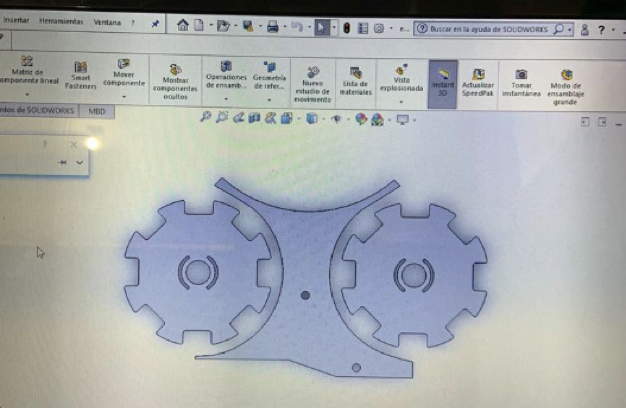 Insertar Herramientas Ventana ?
Buscar en la ayuda de SOLIDWORKS
?
Matriz de
componente lineal
Smart
Fasteners
Mover
componente
Mostrar
componentes
ocultos
Operaciones
de ensamb...
Geometría
de refer...
Nuevo
estudio de
movimiento
Lista de
materiales
Vista
explosionada
Instant
3D
Actualizar
SpeedPak
Tomar
instantánea
Modo de
ensamblaje
grande
de SOLIDWORKS MBD
?